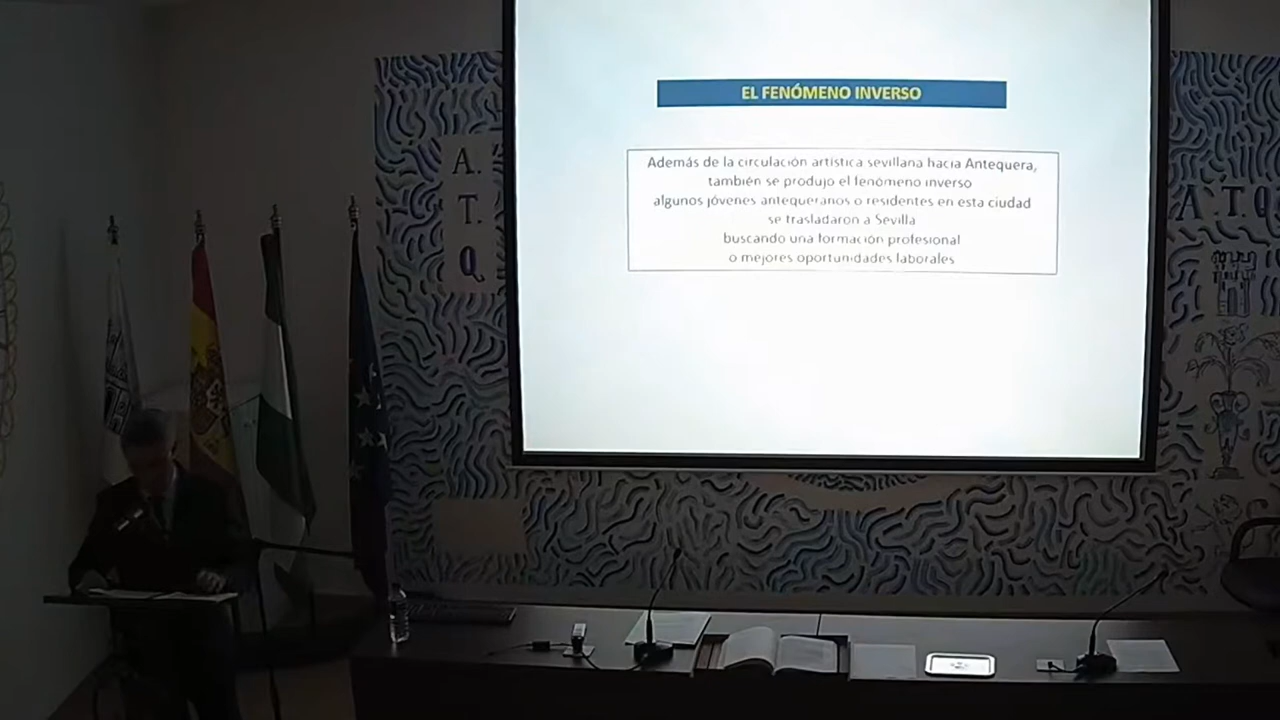 EL FENÓMENO INVERSO
Además de la circulación artística sevillana hacia Antequera,
también se produjo el fenómeno inverso
algunos jóvenes antequeranos o residentes en esta ciudad
se trasladaron a Sevilla
buscando una formación profesional
o mejores oportunidades laborales
A.
T.
Q
A.T.Q